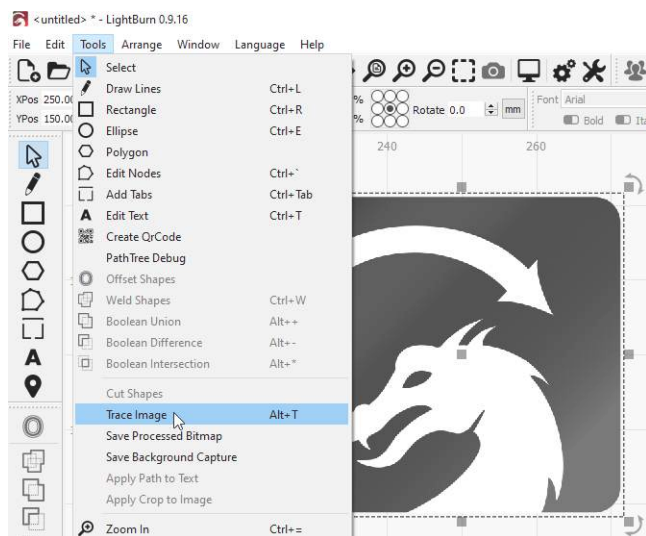 <untitled> * - LightBurn 0.9.16
File Edit Tools Arrange Window Language Help
XPos 250.00
YPos 150.0
%
%
Rotate 0.0 mm
Font Arial
Bold Ita
Select
Draw Lines Ctrl+L
Rectangle Ctrl+R
Ellipse Ctrl+E
Polygon
Edit Nodes Ctrl+`
Add Tabs Ctrl+Tab
Edit Text Ctrl+T
Create QrCode
PathTree Debug
Offset Shapes
Weld Shapes Ctrl+W
Boolean Union Alt++
Boolean Difference Alt+-
Boolean Intersection Alt+*
Cut Shapes
Trace Image Alt+T
Save Processed Bitmap
Save Background Capture
Apply Path to Text
Apply Crop to Image
Zoom In Ctrl+=
240 260